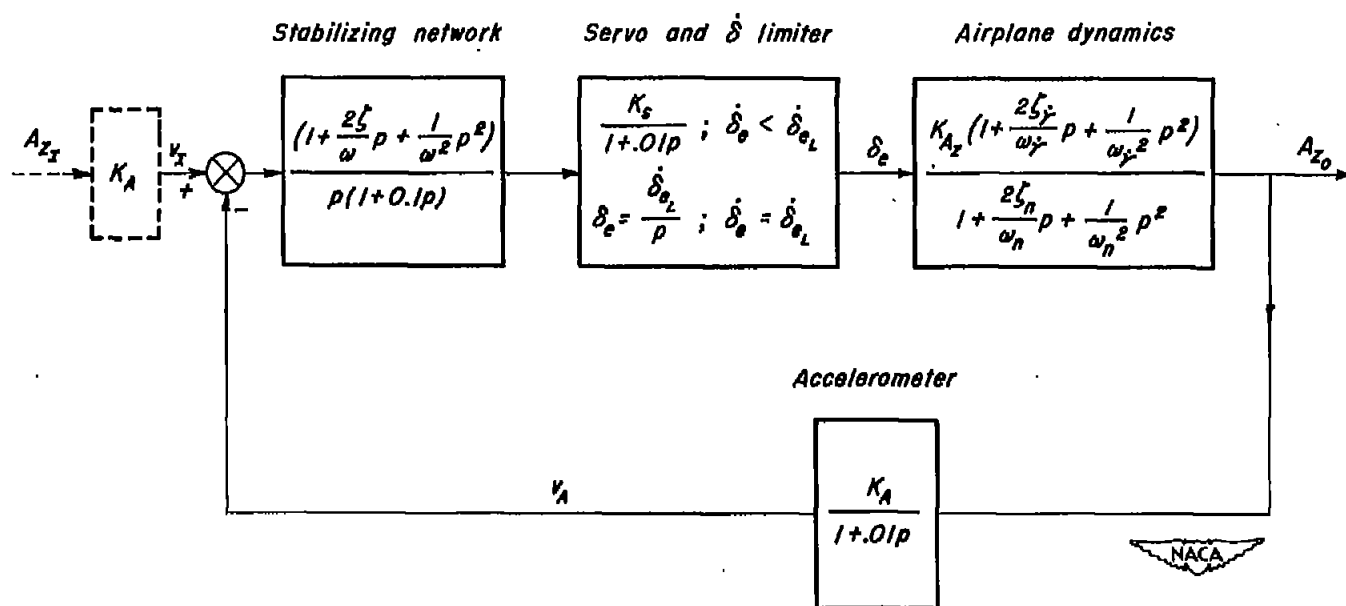 Stabilizing network
Servo and δ̇ limiter
Airplane dynamics
A_{Z_I}
K_A
v_I
+
-
(1 + 2ζ/ω p + 1/ω² p²)
p(1+0.1p)
K_s / 1+.01p ; δ̇_e < δ̇_{e_L}
δ_e = δ̇_{e_L} / p ; δ̇_e = δ̇_{e_L}
δ_e
K_{A_Z} (1 + 2ζ_γ̇/ω_γ̇ p + 1/ω_γ̇² p²)
1 + 2ζ_n/ω_n p + 1/ω_n² p²
A_{Z_O}
Accelerometer
v_A
K_A
1+.01p
NACA